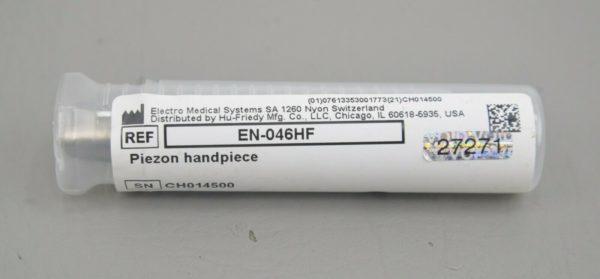 (01)07613353001773(21)CH014500
Electro Medical Systems SA 1260 Nyon Switzerland
Distributed by Hu-Friedy Mfg. Co., LLC, Chicago, IL 60618-5935, USA
REF EN-046HF
27271
Piezon handpiece
SN CH014500